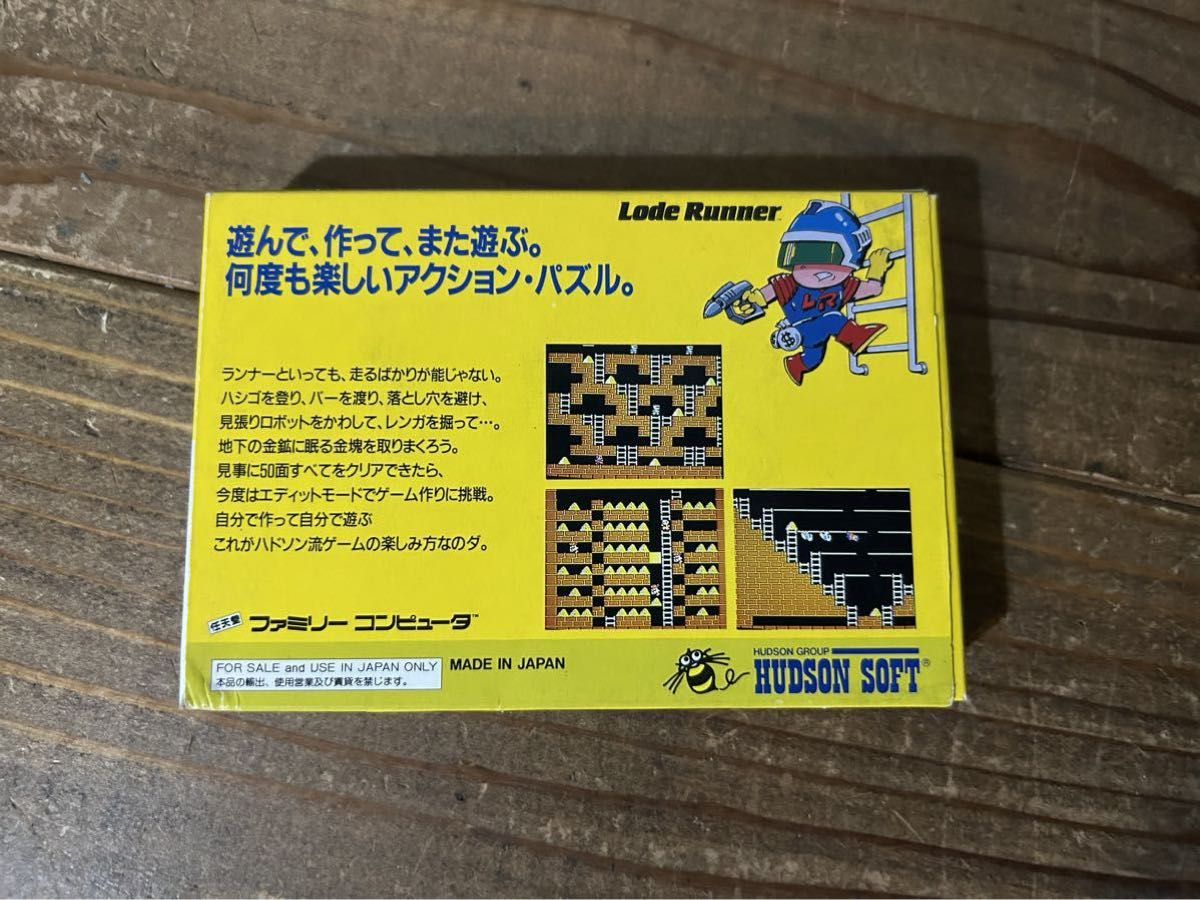 Lode Runner™
遊んで、作って、また遊ぶ。
何度も楽しいアクション・パズル。
LR
$
ランナーといっても、走るばかりが能じゃない。
ハシゴを登り、バーを渡り、落とし穴を避け、
見張りロボットをかわして、レンガを掘って…。
地下の金鉱に眠る金塊を取りまくろう。
見事に50面すべてをクリアできたら、
今度はエディットモードでゲーム作りに挑戦。
自分で作って自分で遊ぶ
これがハドソン流ゲームの楽しみ方なのダ。
任天堂 ファミリー コンピュータ™
FOR SALE and USE IN JAPAN ONLY
本品の輸出、使用営業及び賃貸を禁じます。
MADE IN JAPAN
HUDSON GROUP
HUDSON SOFT®